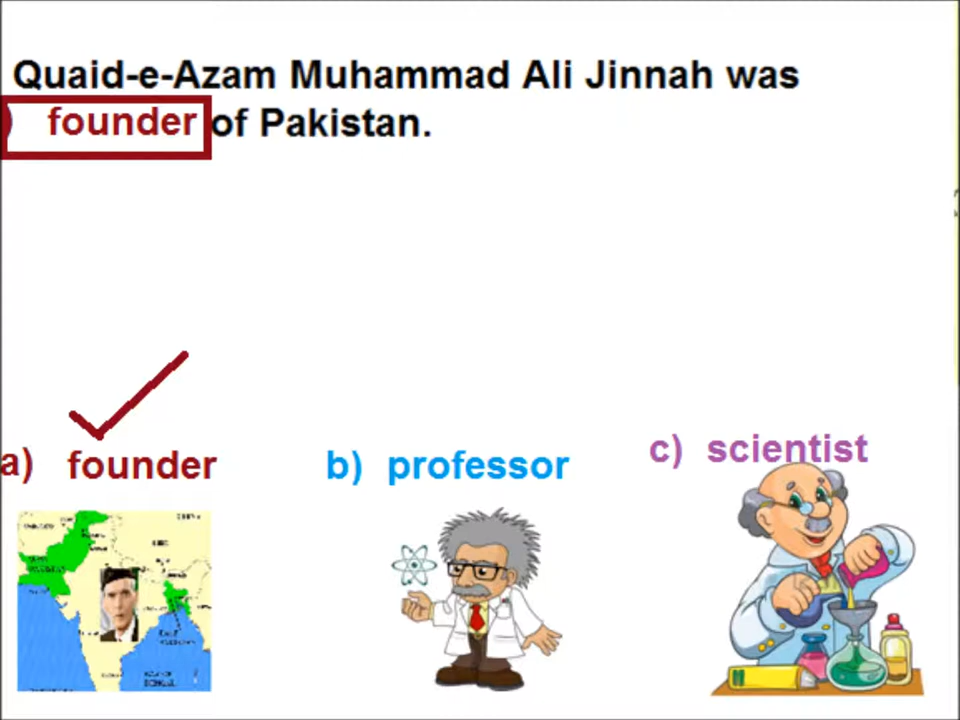 Quaid-e-Azam Muhammad Ali Jinnah was
) founder of Pakistan.
a) founder
b) professor
c) scientist